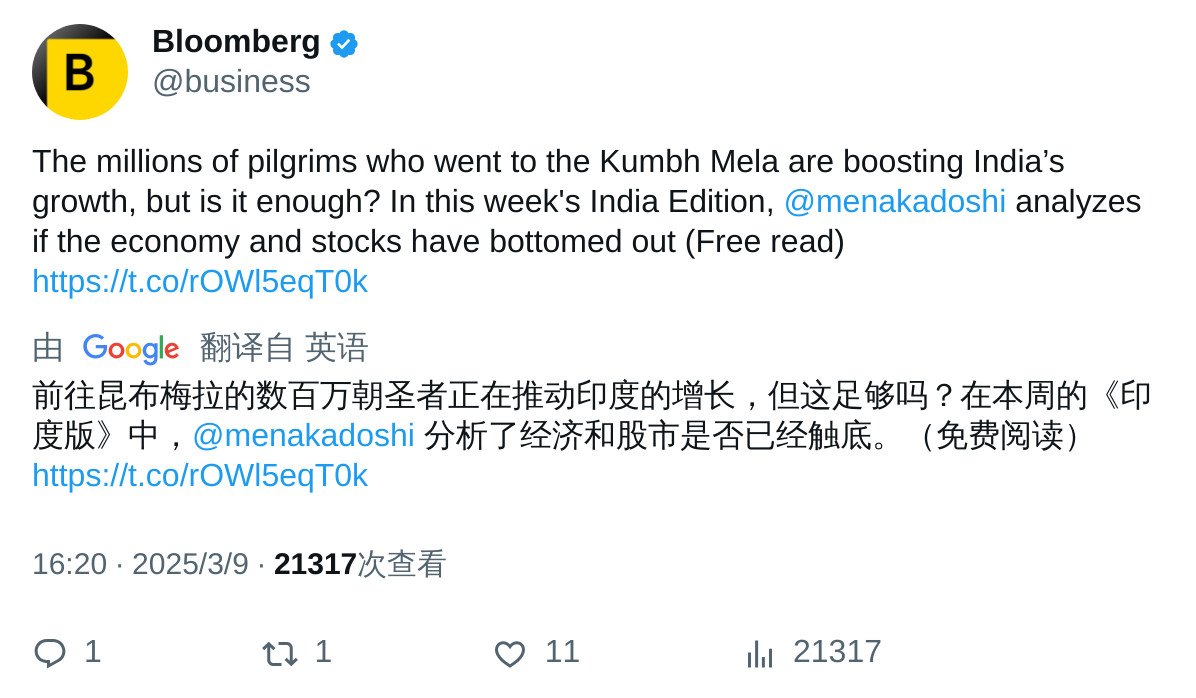 B
Bloomberg
@business
The millions of pilgrims who went to the Kumbh Mela are boosting India’s
growth, but is it enough? In this week's India Edition, @menakadoshi analyzes
if the economy and stocks have bottomed out (Free read)
https://t.co/rOWl5eqT0k
由 Google 翻译自 英语
前往昆布梅拉的数百万朝圣者正在推动印度的增长，但这足够吗？在本周的《印
度版》中，@menakadoshi 分析了经济和股市是否已经触底。（免费阅读）
https://t.co/rOWl5eqT0k
16:20 · 2025/3/9 · 21317次查看
1 1 11 21317